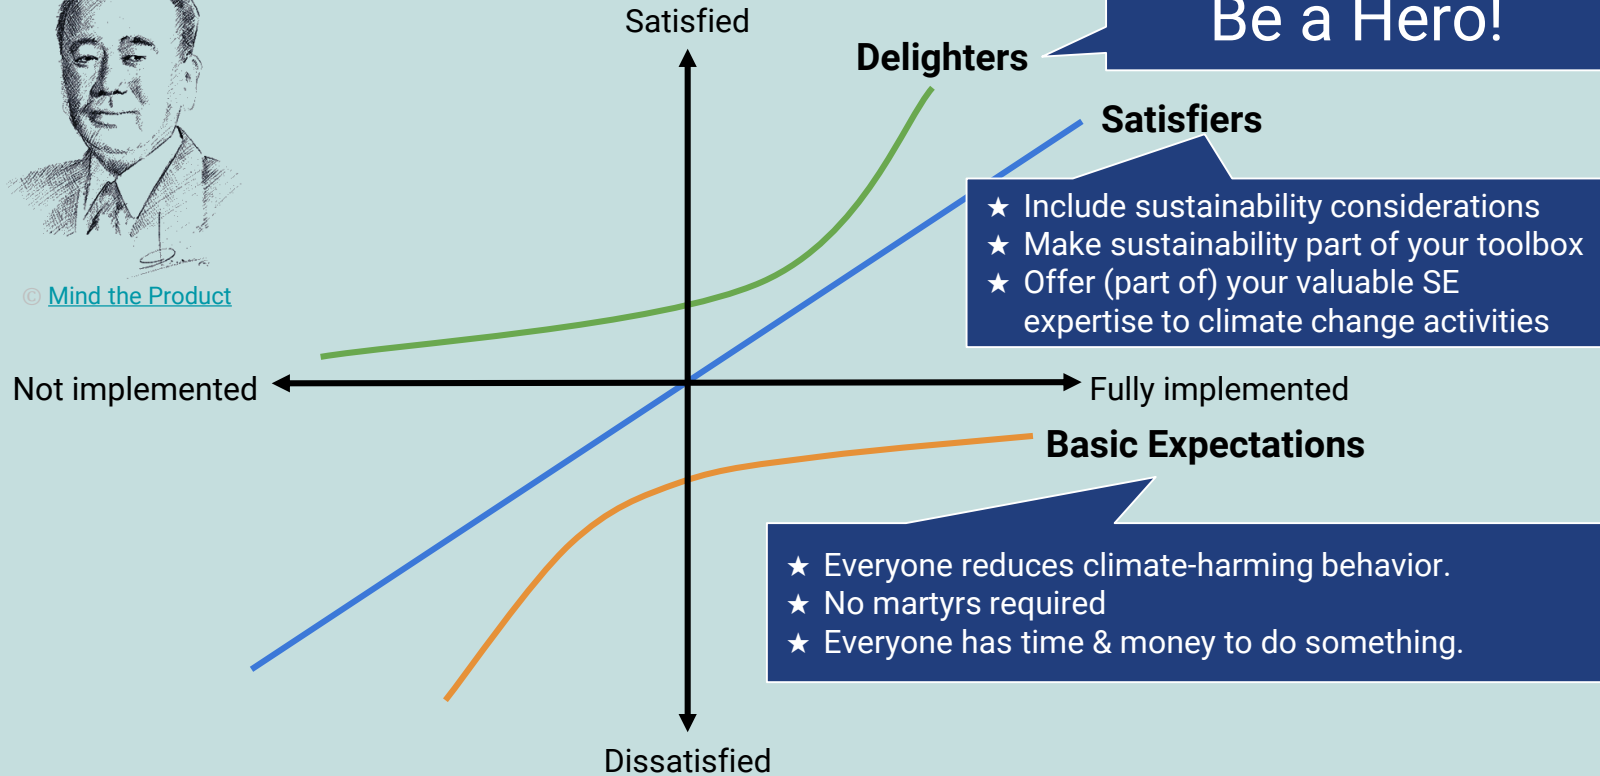 Satisfied
Be a Hero!
Delighters
Satisfiers
★ Include sustainability considerations
★ Make sustainability part of your toolbox
★ Offer (part of) your valuable SE
expertise to climate change activities
© Mind the Product
Not implemented
Fully implemented
Basic Expectations
★ Everyone reduces climate-harming behavior.
★ No martyrs required
★ Everyone has time & money to do something.
Dissatisfied